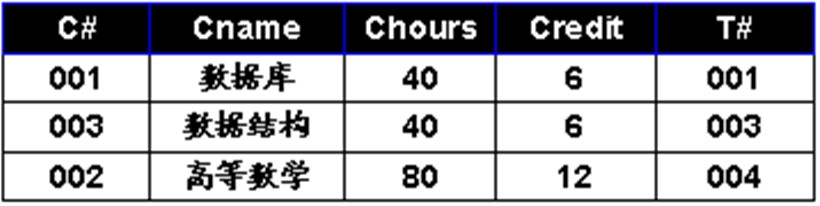 C# Cname Chours Credit T#
001 数据库 40 6 001
003 数据结构 40 6 003
002 高等数学 80 12 004